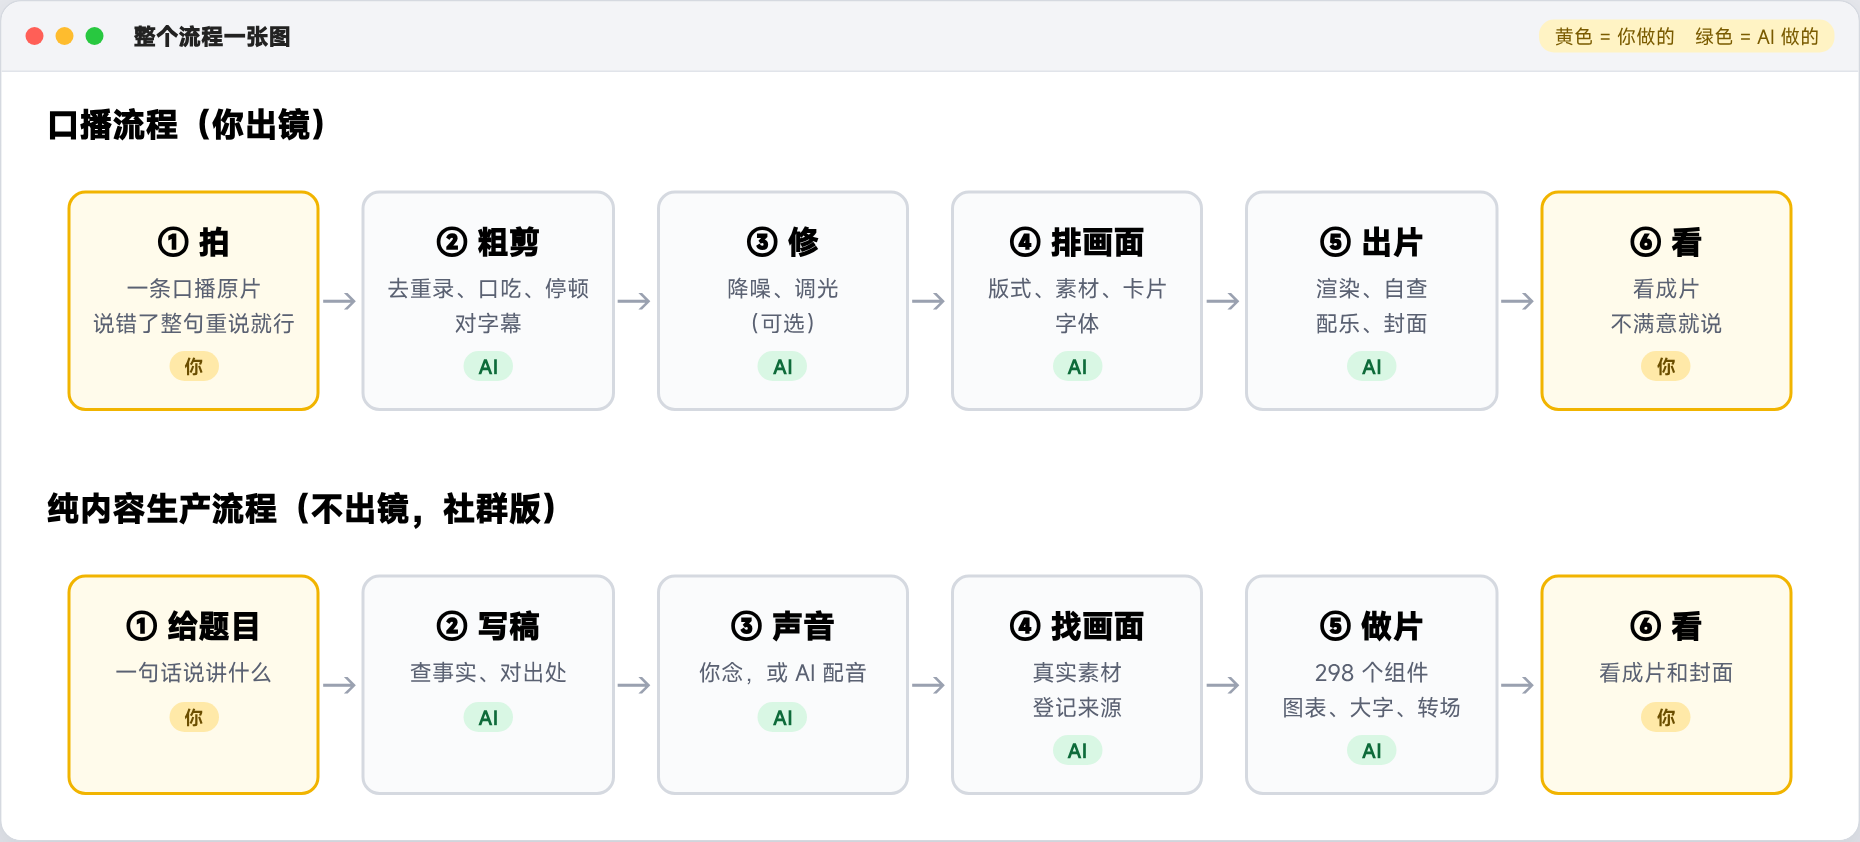 整个流程一张图
黄色 = 你做的 绿色 = AI 做的
口播流程（你出镜）
① 拍
一条口播原片
说错了整句重说就行
你
② 粗剪
去重录、口吃、停顿
对字幕
AI
③ 修
降噪、调光
（可选）
AI
④ 排画面
版式、素材、卡片
字体
AI
⑤ 出片
渲染、自查
配乐、封面
AI
⑥ 看
看成片
不满意就说
你
纯内容生产流程（不出镜，社群版）
① 给题目
一句话说讲什么
你
② 写稿
查事实、对出处
AI
③ 声音
你念，或 AI 配音
AI
④ 找画面
真实素材
登记来源
AI
⑤ 做片
298 个组件
图表、大字、转场
AI
⑥ 看
看成片和封面
你